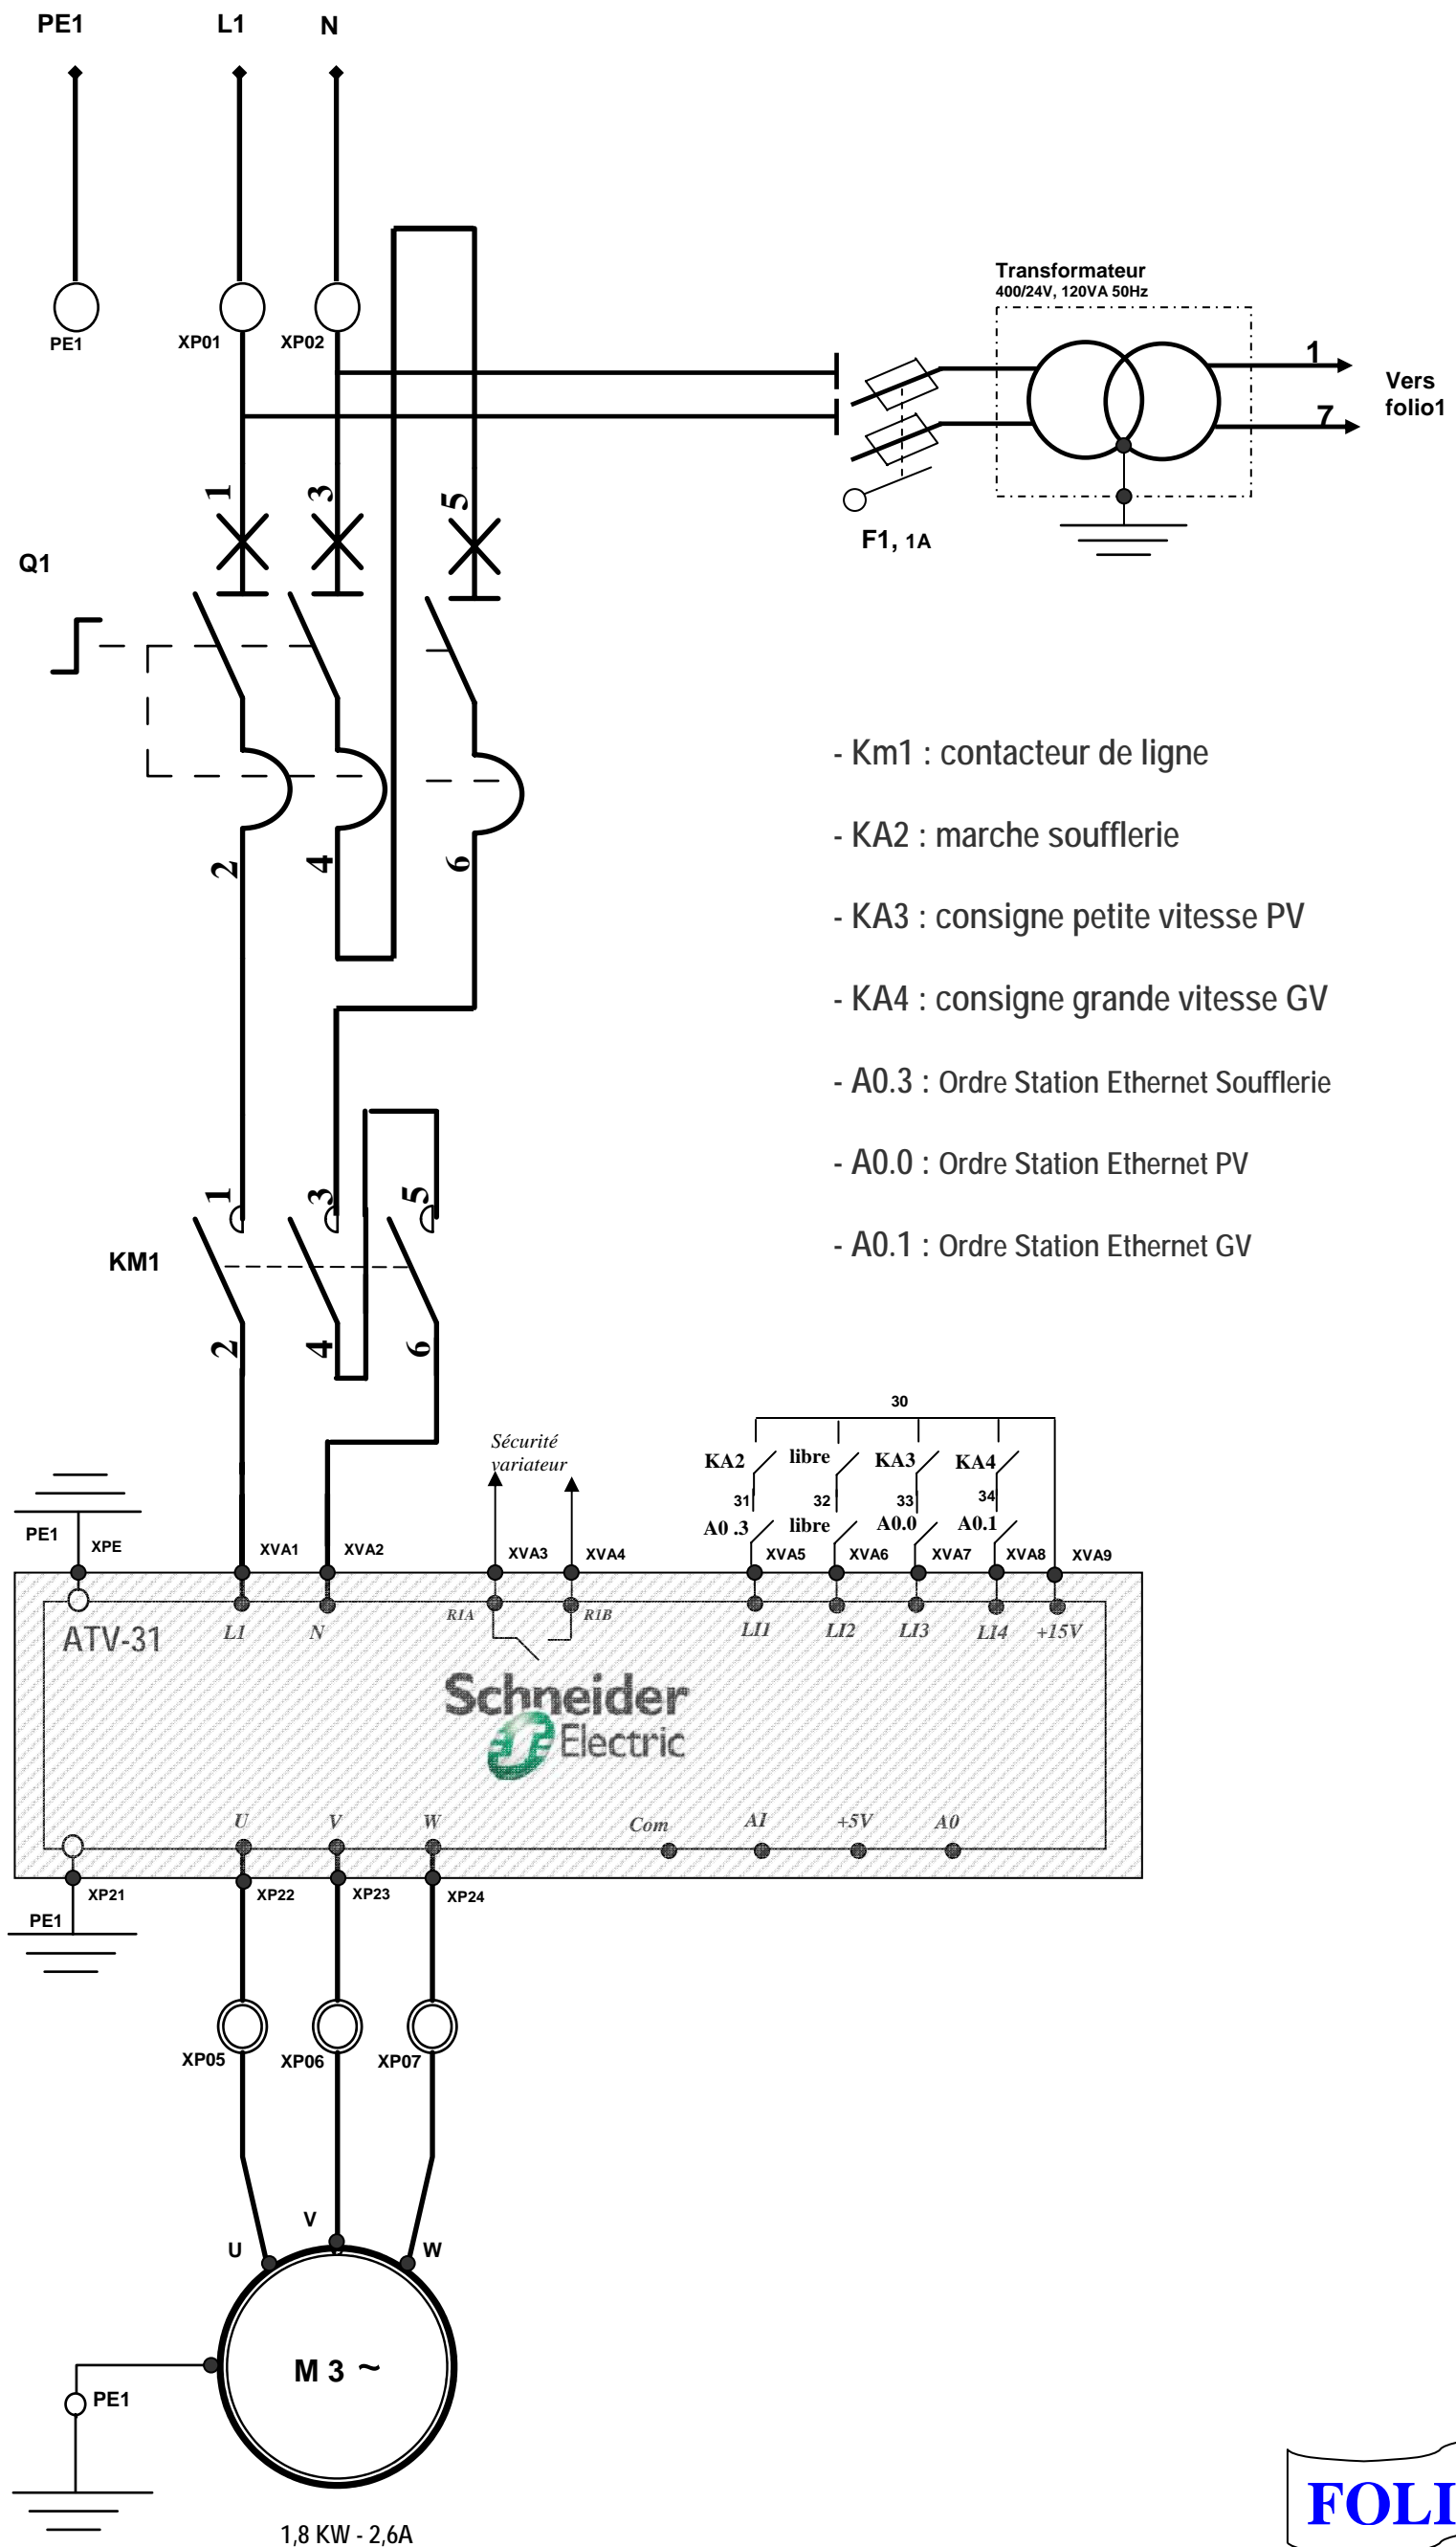 PE1 L1 N
Transformateur
400/24V, 120VA 50Hz
PE1 XP01 XP02
1
Vers
folio1
7
1 3 5
F1, 1A
Q1
- Km1 : contacteur de ligne
- KA2 : marche soufflerie
2 4 6
- KA3 : consigne petite vitesse PV
- KA4 : consigne grande vitesse GV
- A0.3 : Ordre Station Ethernet Soufflerie
- A0.0 : Ordre Station Ethernet PV
1 3 5
- A0.1 : Ordre Station Ethernet GV
KM1
2 4 6
30
Sécurité
variateur
KA2 libre KA3 KA4
31 32 33 34
A0 .3 libre A0.0 A0.1
PE1 XPE XVA1 XVA2 XVA3 XVA4 XVA5 XVA6 XVA7 XVA8 XVA9
R1A R1B
ATV-31 L1 N LI1 LI2 LI3 LI4 +15V
Schneider
Electric
U V W Com AI +5V A0
XP21 XP22 XP23 XP24
PE1
XP05 XP06 XP07
V
U W
M 3 ~
PE1
1,8 KW - 2,6A
FOLI